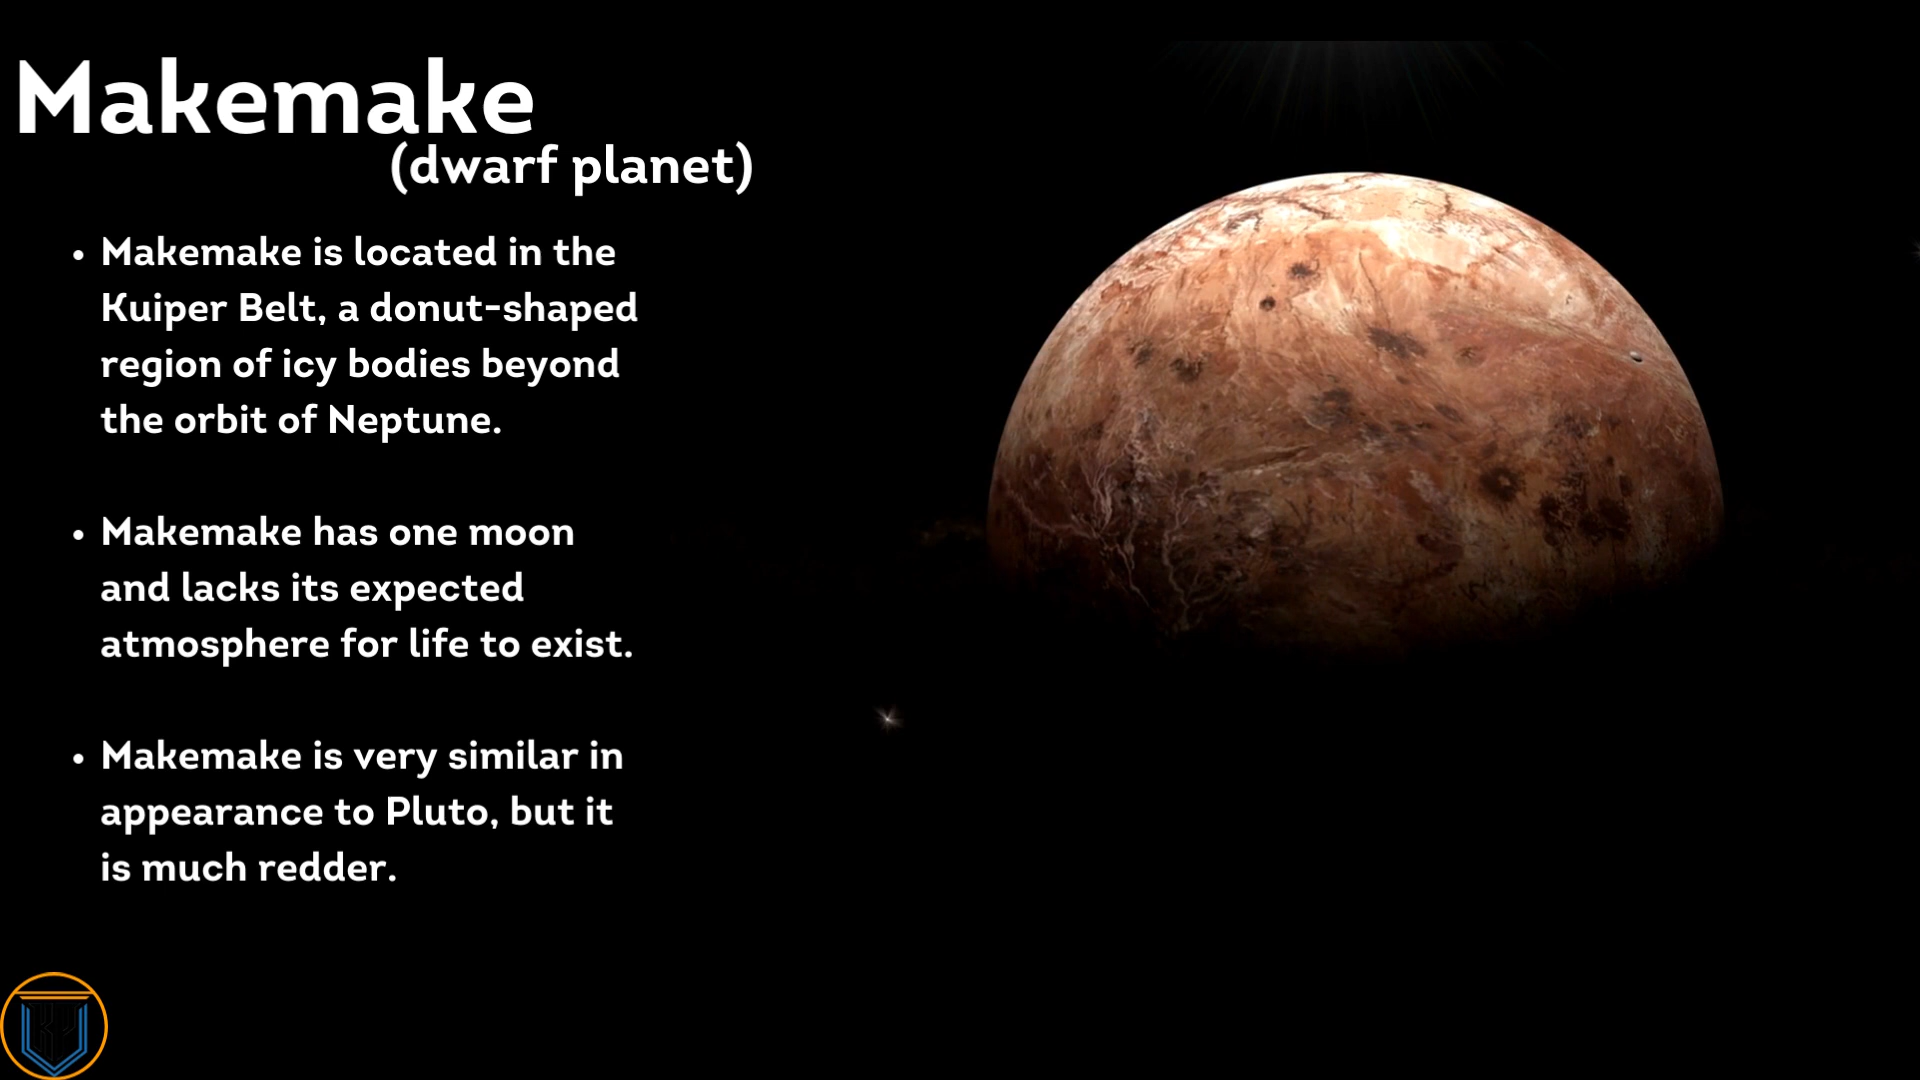 Makemake
(dwarf planet)
• Makemake is located in the
Kuiper Belt, a donut-shaped
region of icy bodies beyond
the orbit of Neptune.
• Makemake has one moon
and lacks its expected
atmosphere for life to exist.
• Makemake is very similar in
appearance to Pluto, but it
is much redder.